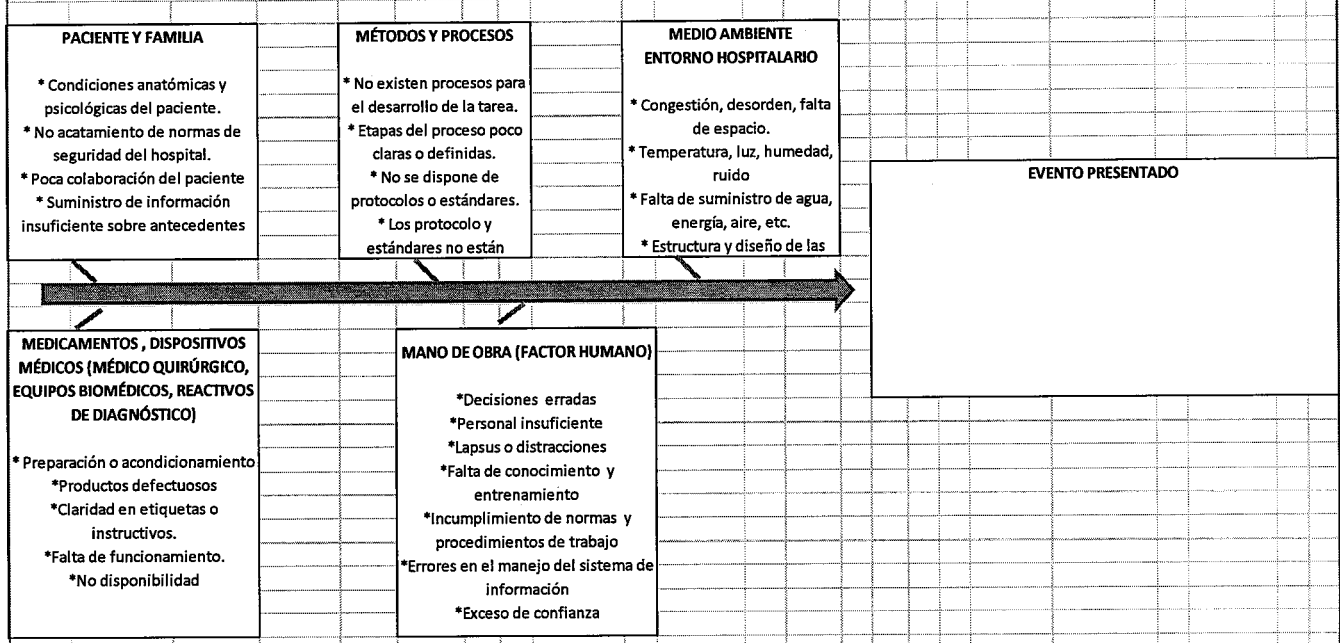 PACIENTE Y FAMILIA
* Condiciones anatómicas y
psicológicas del paciente.
* No acatamiento de normas de
seguridad del hospital.
* Poca colaboración del paciente
* Suministro de información
insuficiente sobre antecedentes
MÉTODOS Y PROCESOS
* No existen procesos para
el desarrollo de la tarea.
* Etapas del proceso poco
claras o definidas.
* No se dispone de
protocolos o estándares.
* Los protocolo y
estándares no están
MEDIO AMBIENTE
ENTORNO HOSPITALARIO
* Congestión, desorden, falta
de espacio.
* Temperatura, luz, humedad,
ruido
* Falta de suministro de agua,
energía, aire, etc.
* Estructura y diseño de las
EVENTO PRESENTADO
MEDICAMENTOS , DISPOSITIVOS
MÉDICOS (MÉDICO QUIRÚRGICO,
EQUIPOS BIOMÉDICOS, REACTIVOS
DE DIAGNÓSTICO)
* Preparación o acondicionamiento
*Productos defectuosos
*Claridad en etiquetas o
instructivos.
*Falta de funcionamiento.
*No disponibilidad
MANO DE OBRA (FACTOR HUMANO)
*Decisiones erradas
*Personal insuficiente
*Lapsus o distracciones
*Falta de conocimiento y
entrenamiento
*Incumplimiento de normas y
procedimientos de trabajo
*Errores en el manejo del sistema de
información
*Exceso de confianza